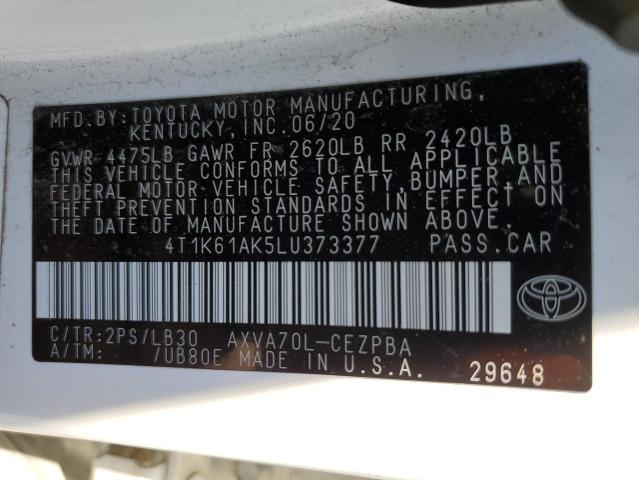 MFD.BY:TOYOTA MOTOR MANUFACTURING,
KENTUCKY, INC. 06/20
GVWR 4475LB GAWR FR 2620LB RR 2420LB
THIS VEHICLE CONFORMS TO ALL APPLICABLE
FEDERAL MOTOR VEHICLE SAFETY, BUMPER, AND
THEFT PREVENTION STANDARDS IN EFFECT ON
THE DATE OF MANUFACTURE SHOWN ABOVE.
4T1K61AK5LU373377 PASS.CAR
C/TR:2PS/LB30 AXVA70L-CEZPBA
A/TM: /UB80E MADE IN U.S.A.
29648